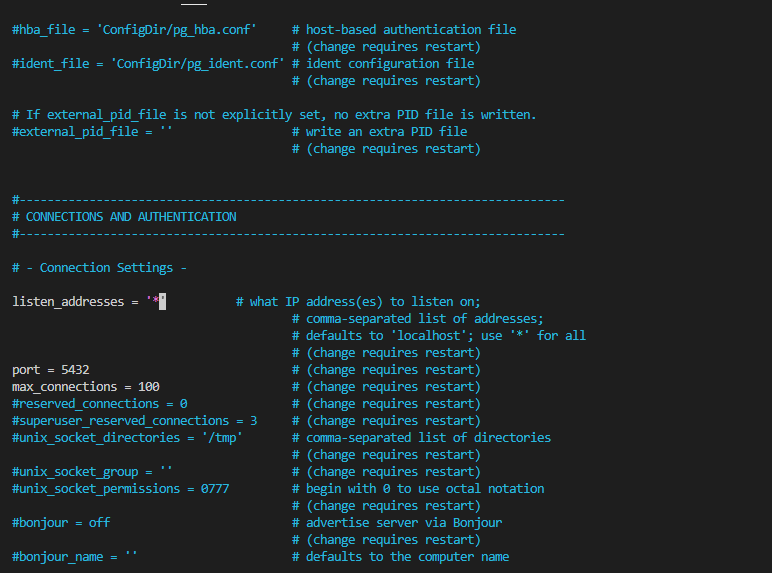 #hba_file = 'ConfigDir/pg_hba.conf' # host-based authentication file
# (change requires restart)
#ident_file = 'ConfigDir/pg_ident.conf' # ident configuration file
# (change requires restart)
# If external_pid_file is not explicitly set, no extra PID file is written.
#external_pid_file = '' # write an extra PID file
# (change requires restart)
#------------------------------------------------------------------------------
# CONNECTIONS AND AUTHENTICATION
#------------------------------------------------------------------------------
# - Connection Settings -
listen_addresses = '*' # what IP address(es) to listen on;
# comma-separated list of addresses;
# defaults to 'localhost'; use '*' for all
# (change requires restart)
port = 5432 # (change requires restart)
max_connections = 100 # (change requires restart)
#reserved_connections = 0 # (change requires restart)
#superuser_reserved_connections = 3 # (change requires restart)
#unix_socket_directories = '/tmp' # comma-separated list of directories
# (change requires restart)
#unix_socket_group = '' # (change requires restart)
#unix_socket_permissions = 0777 # begin with 0 to use octal notation
# (change requires restart)
#bonjour = off # advertise server via Bonjour
# (change requires restart)
#bonjour_name = '' # defaults to the computer name